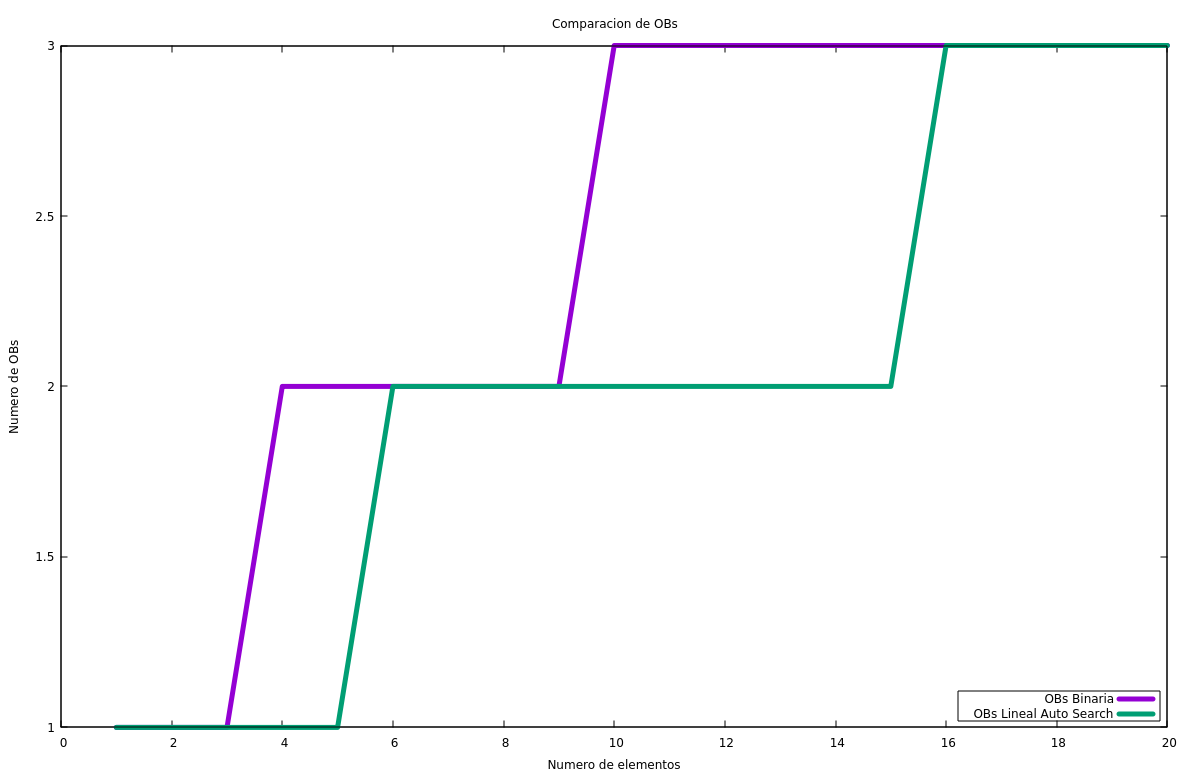 Comparacion de OBs
3
2.5
2
1.5
1
Numero de OBs
0 2 4 6 8 10 12 14 16 18 20
Numero de elementos
OBs Binaria
OBs Lineal Auto Search